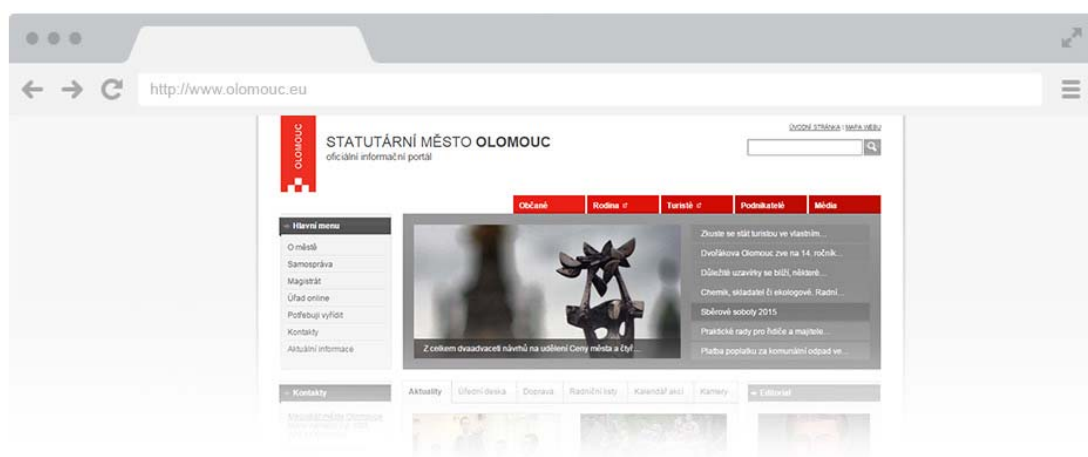 http://www.olomouc.eu
OLOMOUC
STATUTÁRNÍ MĚSTO OLOMOUC
oficiální informační portál
ÚVODNÍ STRÁNKA | MAPA WEBU
Občané
Rodina
Turisté
Podnikatelé
Média
Hlavní menu
O městě
Samospráva
Magistrát
Úřad online
Potřebuji vyřídit
Kontakty
Aktuální informace
Z celkem dvaadvaceti návrhů na udělení Ceny města a čtyř...
Zkuste se stát turistou ve vlastním...
Dvořákova Olomouc zve na 14. ročník...
Důležité uzavírky se blíží, některé...
Chemik, skladatel či ekologové. Radní...
Sběrové soboty 2015
Praktické rady pro řidiče a majitele...
Platba poplatku za komunální odpad ve...
Kontakty
Aktuality
Úřední deska
Doprava
Radniční listy
Kalendář akcí
Kamery
Editorial
Magistrát města Olomouce